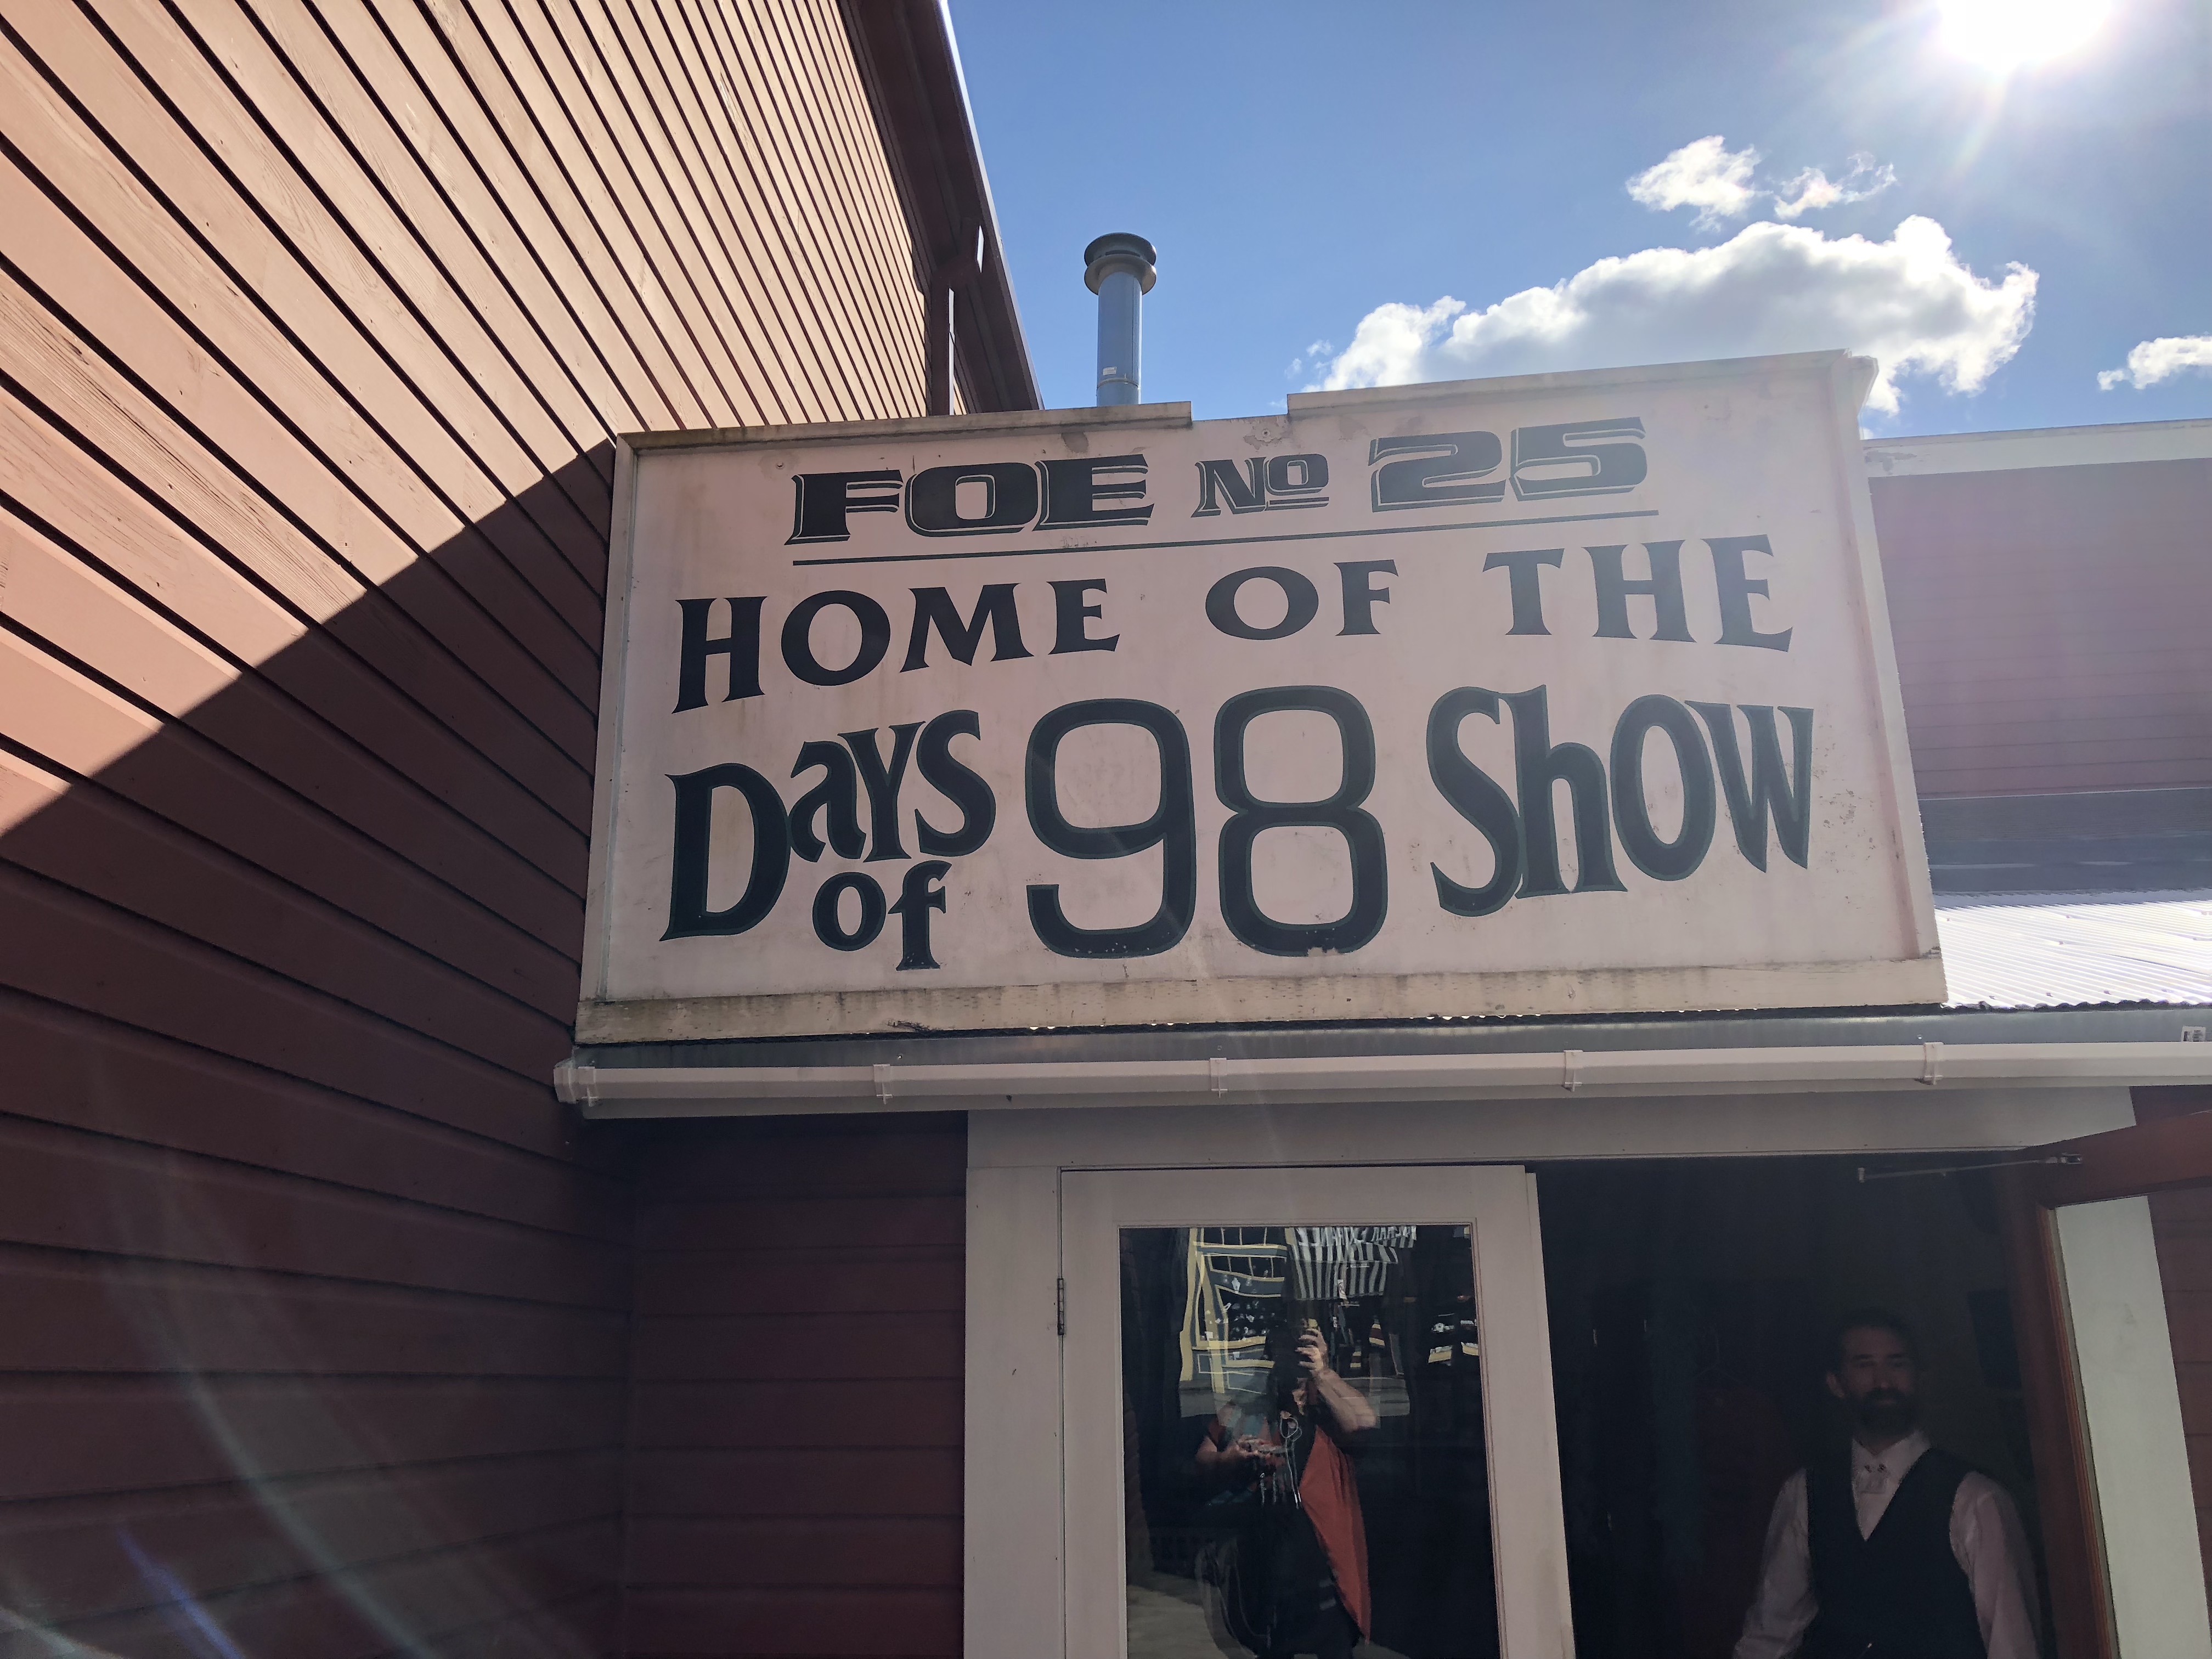 FOE No 25
HOME OF THE
Days of 98 Show